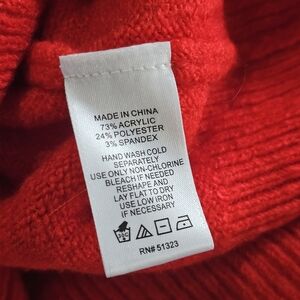 MADE IN CHINA
73% ACRYLIC
24% POLYESTER
3% SPANDEX
HAND WASH COLD
SEPARATELY
USE ONLY NON-CHLORINE
BLEACH IF NEEDED
RESHAPE AND
LAY FLAT TO DRY
USE LOW IRON
IF NECESSARY
RN# 51323